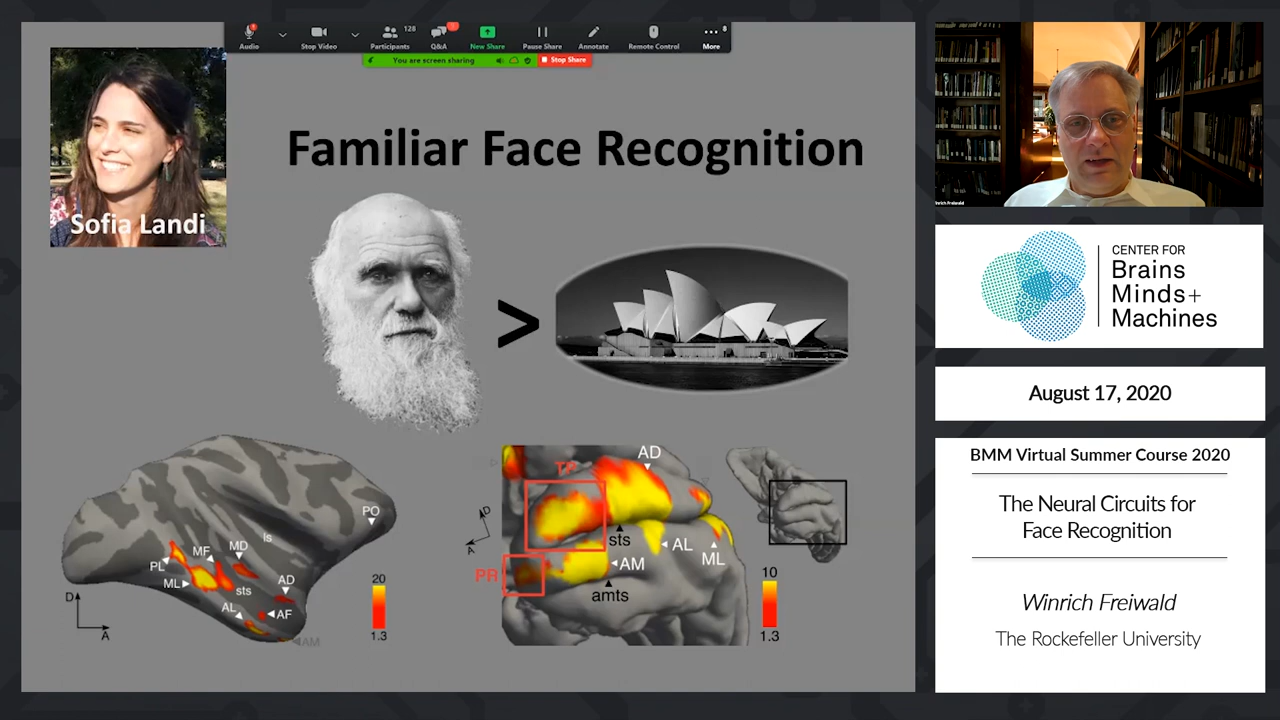 Audio
Stop Video
Participants
128
Q&A
New Share
Pause Share
Annotate
Remote Control
More
You are screen sharing
Stop Share
Sofia Landi
Familiar Face Recognition
>
PO
ls
MD
MF
PL
ML
sts
AD
AL
AF
AM
D
A
20
1.3
AD
TP
sts
AL
ML
AM
PR
amts
D
A
10
1.3
Winrich Freiwald
CENTER FOR
Brains
Minds+
Machines
August 17, 2020
BMM Virtual Summer Course 2020
The Neural Circuits for
Face Recognition
Winrich Freiwald
The Rockefeller University